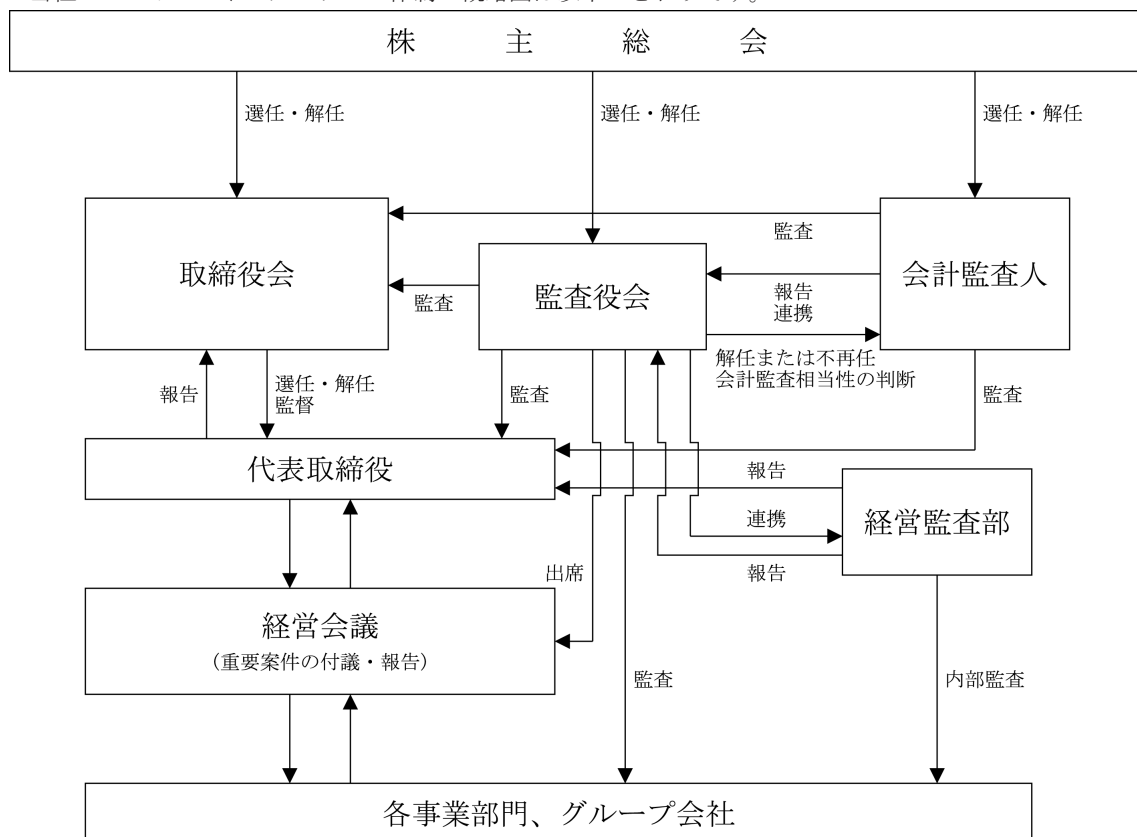 株主総会
選任・解任
選任・解任
選任・解任
取締役会
監査役会
会計監査人
監査
監査
報告
連携
解任または不再任
会計監査相当性の判断
報告
選任・解任
監督
監査
監査
代表取締役
報告
経営監査部
連携
報告
出席
経営会議
（重要案件の付議・報告）
監査
内部監査
各事業部門、グループ会社